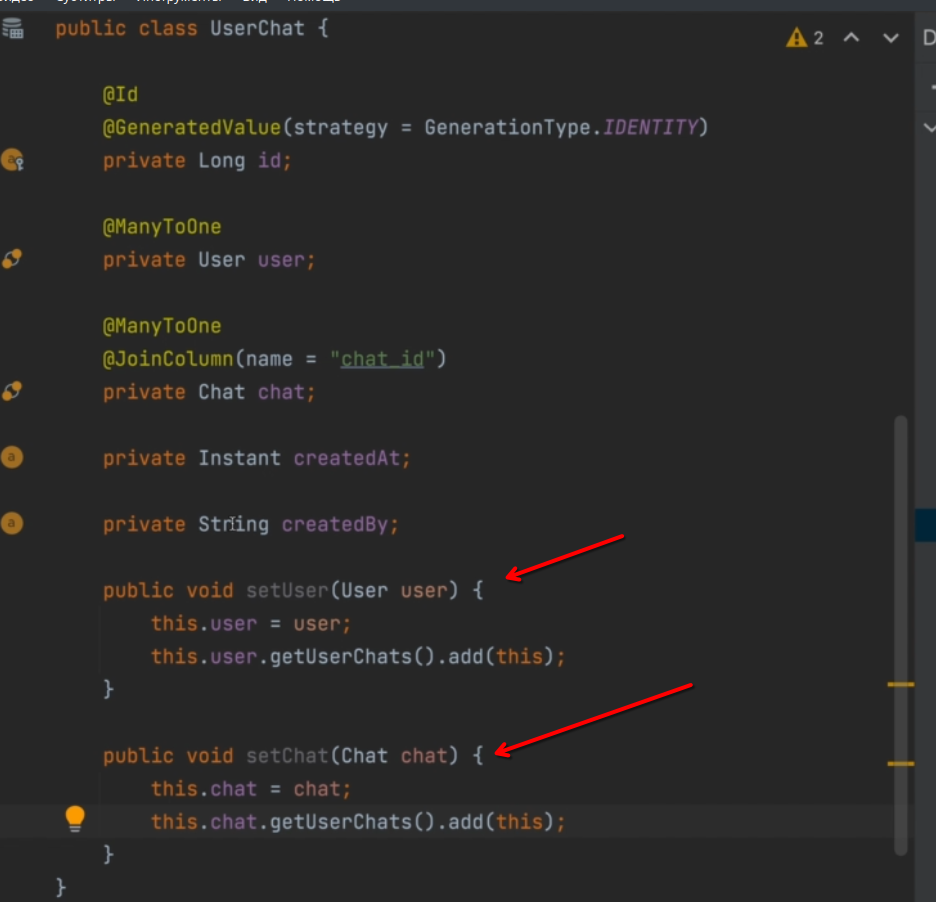 public class UserChat {
2
D
@Id
@GeneratedValue(strategy = GenerationType.IDENTITY)
private Long id;
@ManyToOne
private User user;
@ManyToOne
@JoinColumn(name = "chat_id")
private Chat chat;
private Instant createdAt;
private String createdBy;
public void setUser(User user) {
this.user = user;
this.user.getUserChats().add(this);
}
public void setChat(Chat chat) {
this.chat = chat;
this.chat.getUserChats().add(this);
}
}